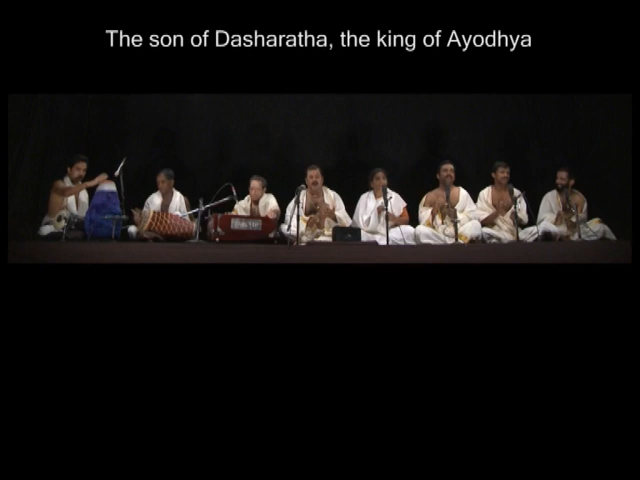 The son of Dasharatha, the king of Ayodhya